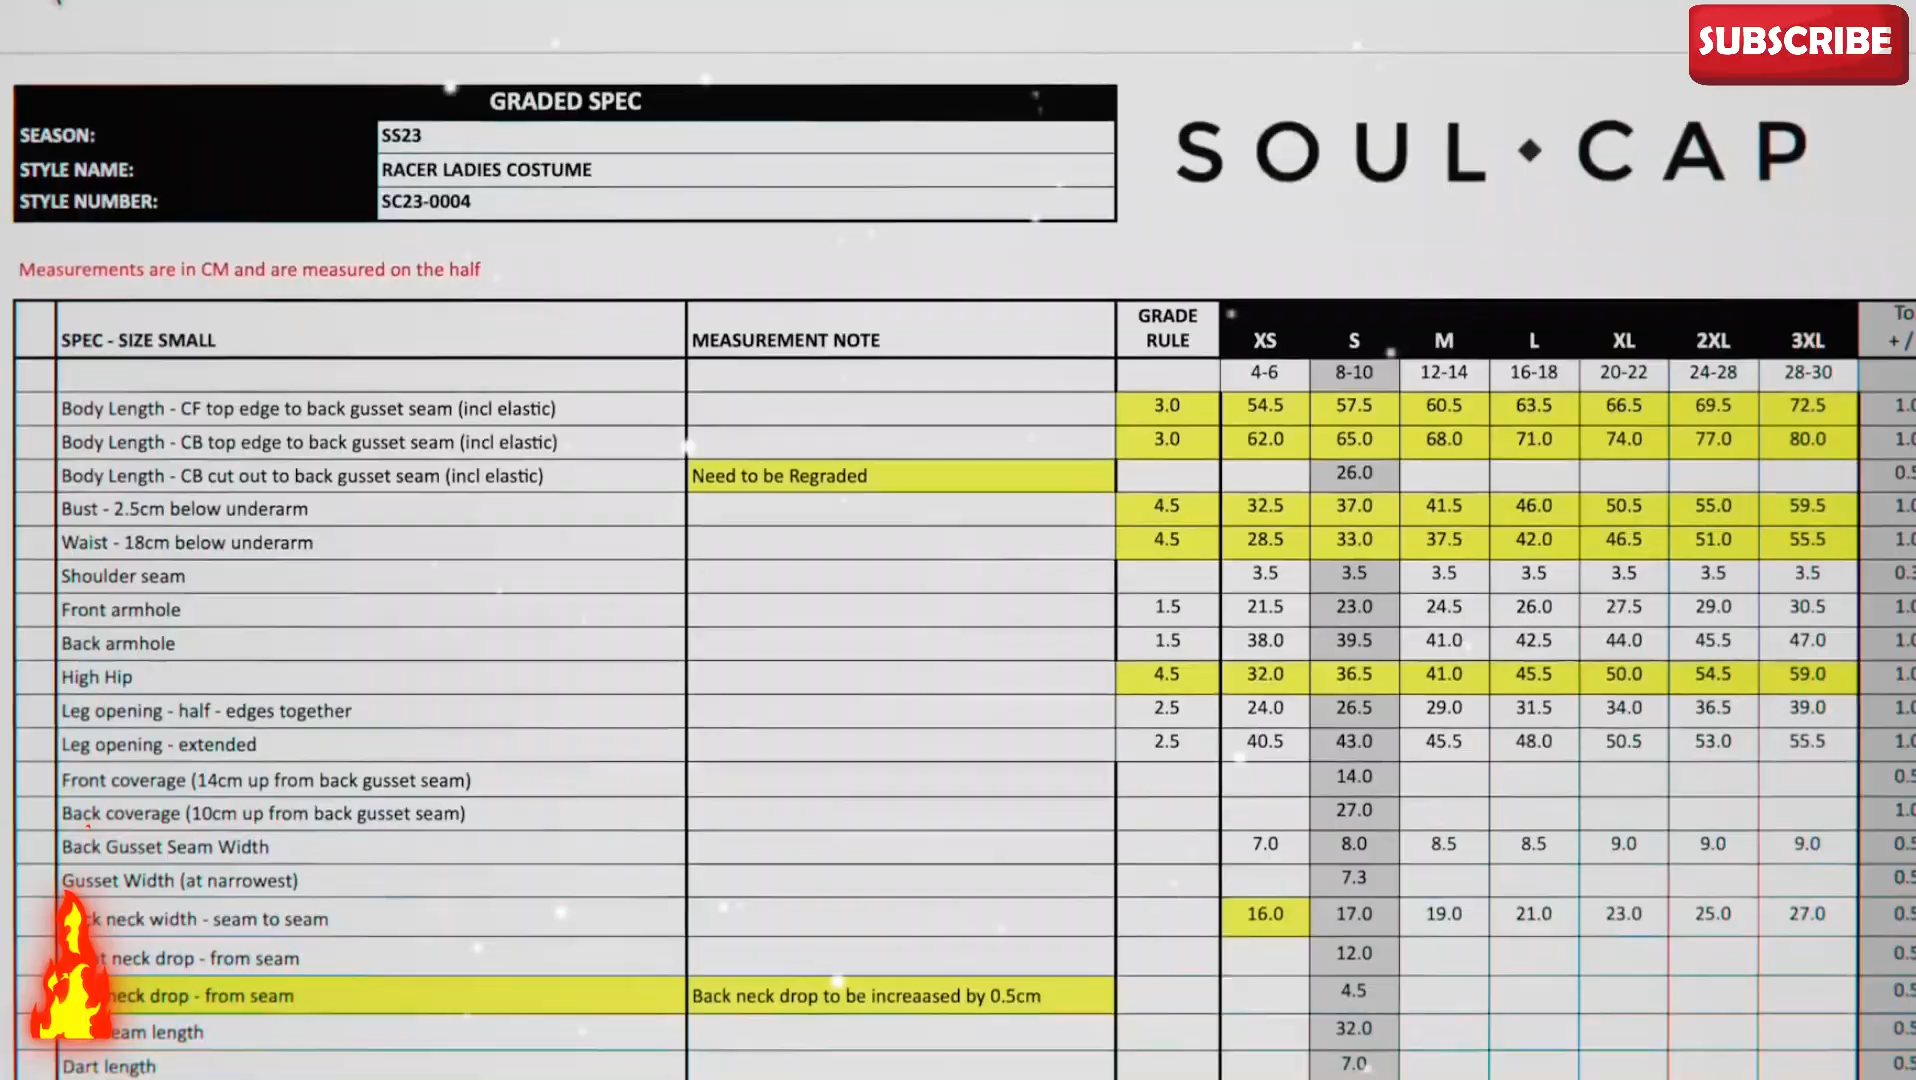 SUBSCRIBE
GRADED SPEC
SEASON: SS23
STYLE NAME: RACER LADIES COSTUME
STYLE NUMBER: SC23-0004
SOUL◆CAP
Measurements are in CM and are measured on the half
SPEC - SIZE SMALL MEASUREMENT NOTE GRADE RULE XS S M L XL 2XL 3XL + /
4-6 8-10 12-14 16-18 20-22 24-28 28-30
Body Length - CF top edge to back gusset seam (incl elastic) 3.0 54.5 57.5 60.5 63.5 66.5 69.5 72.5
Body Length - CB top edge to back gusset seam (incl elastic) 3.0 62.0 65.0 68.0 71.0 74.0 77.0 80.0
Body Length - CB cut out to back gusset seam (incl elastic) Need to be Regraded 26.0
Bust - 2.5cm below underarm 4.5 32.5 37.0 41.5 46.0 50.5 55.0 59.5
Waist - 18cm below underarm 4.5 28.5 33.0 37.5 42.0 46.5 51.0 55.5
Shoulder seam 3.5 3.5 3.5 3.5 3.5 3.5 3.5
Front armhole 1.5 21.5 23.0 24.5 26.0 27.5 29.0 30.5
Back armhole 1.5 38.0 39.5 41.0 42.5 44.0 45.5 47.0
High Hip 4.5 32.0 36.5 41.0 45.5 50.0 54.5 59.0
Leg opening - half - edges together 2.5 24.0 26.5 29.0 31.5 34.0 36.5 39.0
Leg opening - extended 2.5 40.5 43.0 45.5 48.0 50.5 53.0 55.5
Front coverage (14cm up from back gusset seam) 14.0
Back coverage (10cm up from back gusset seam) 27.0
Back Gusset Seam Width 7.0 8.0 8.5 8.5 9.0 9.0 9.0
Gusset Width (at narrowest) 7.3
neck width - seam to seam 16.0 17.0 19.0 21.0 23.0 25.0 27.0
neck drop - from seam 12.0
neck drop - from seam Back neck drop to be increaased by 0.5cm 4.5
length 32.0
Dart length 7.0